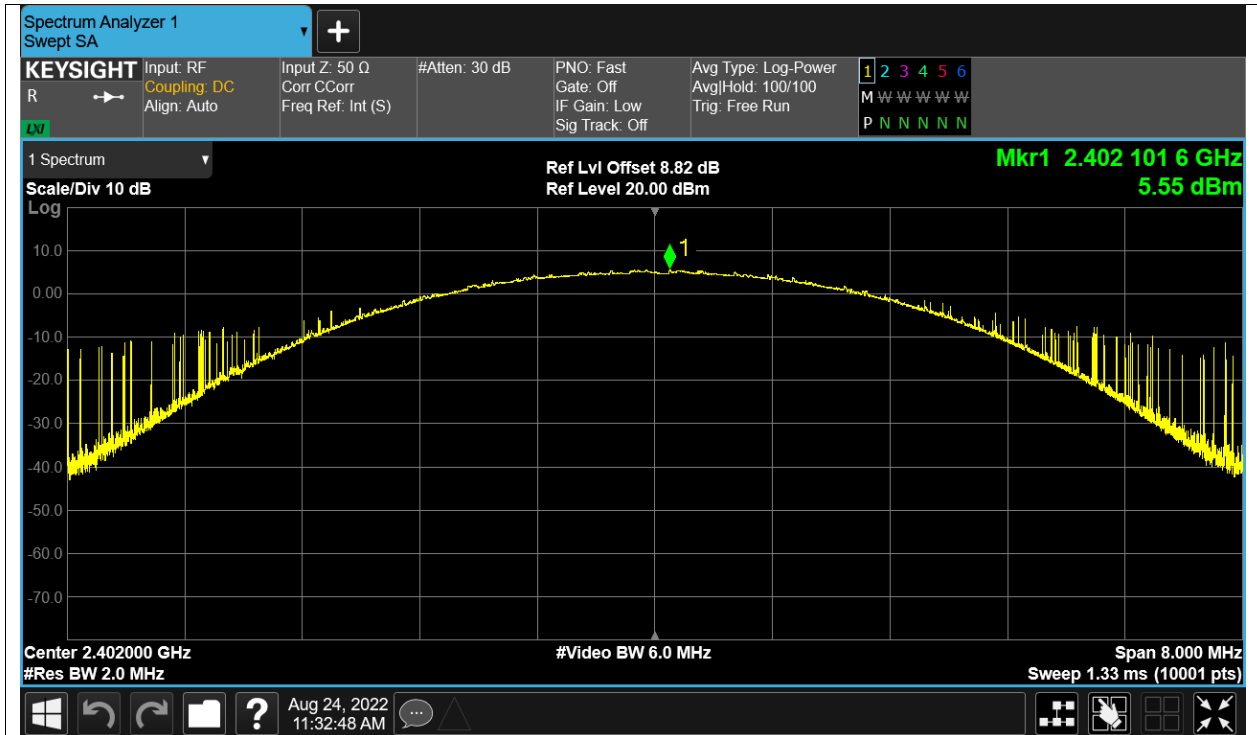 Spectrum Analyzer 1
Swept SA
+
KEYSIGHT
R
LXI
Input: RF
Coupling: DC
Align: Auto
Input Z: 50 Ω
Corr CCorr
Freq Ref: Int (S)
#Atten: 30 dB
PNO: Fast
Gate: Off
IF Gain: Low
Sig Track: Off
Avg Type: Log-Power
Avg|Hold: 100/100
Trig: Free Run
1 2 3 4 5 6
M W W W W W
P N N N N N N
1 Spectrum
Scale/Div 10 dB
Log
Ref Lvl Offset 8.82 dB
Ref Level 20.00 dBm
Mkr1 2.402 101 6 GHz
5.55 dBm
1
10.0
0.00
-10.0
-20.0
-30.0
-40.0
-50.0
-60.0
-70.0
Center 2.402000 GHz
#Res BW 2.0 MHz
#Video BW 6.0 MHz
Span 8.000 MHz
Sweep 1.33 ms (10001 pts)
?
Aug 24, 2022
11:32:48 AM